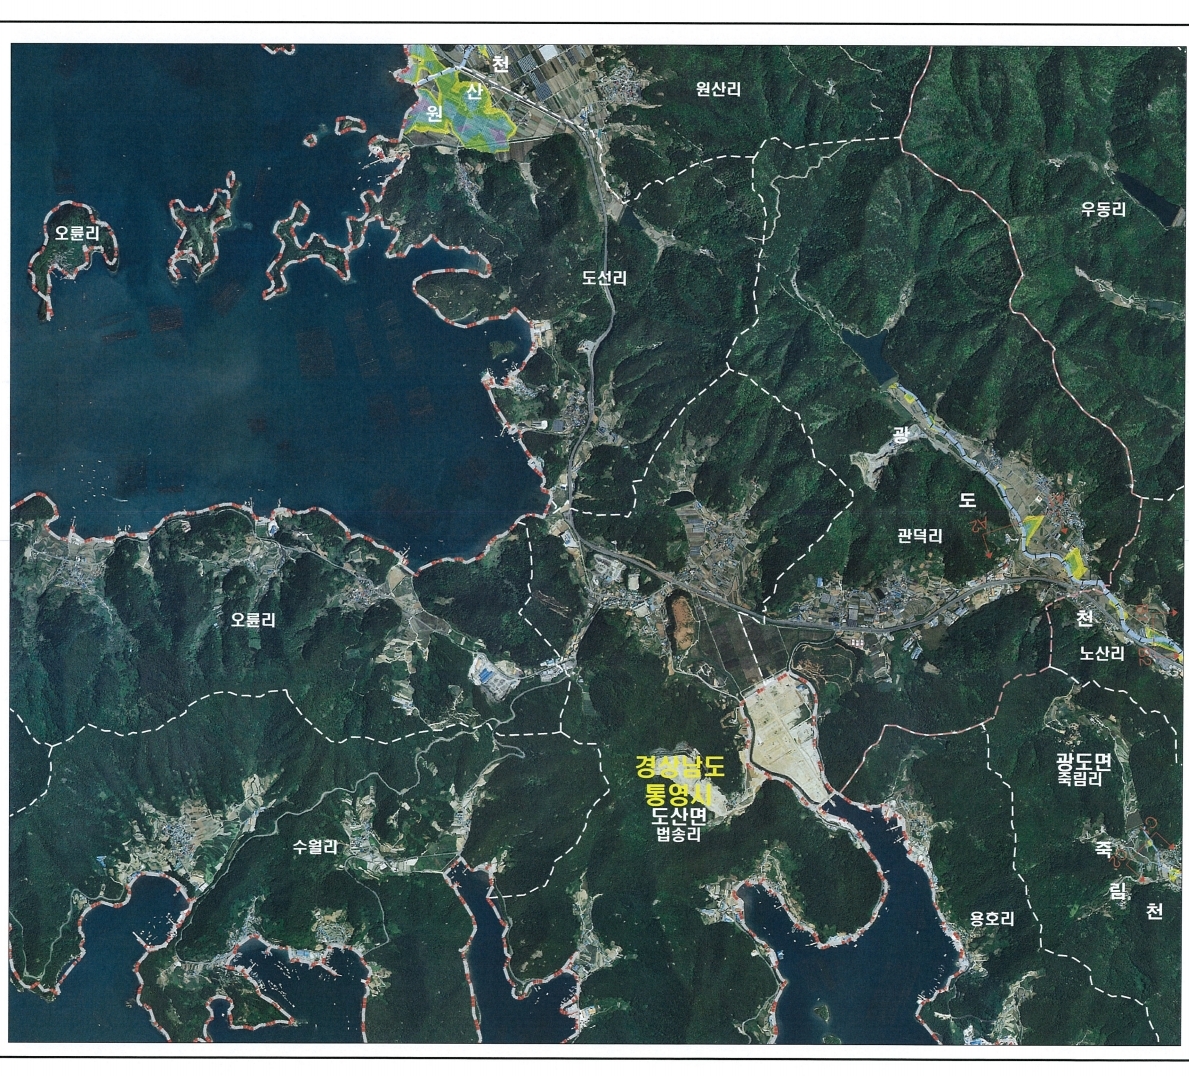 천
산
원
원산리
우동리
오륜리
도선리
광
도
관덕리
오륜리
천
노산리
경상남도
통영시
도산면
법송리
광도면
죽림리
수월리
죽
림
천
용호리